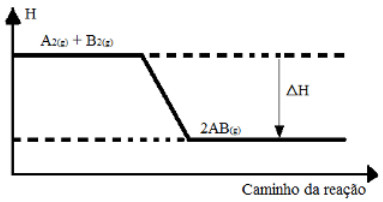 H
A2(g) + B2(g)
ΔH
2AB(g)
Caminho da reação